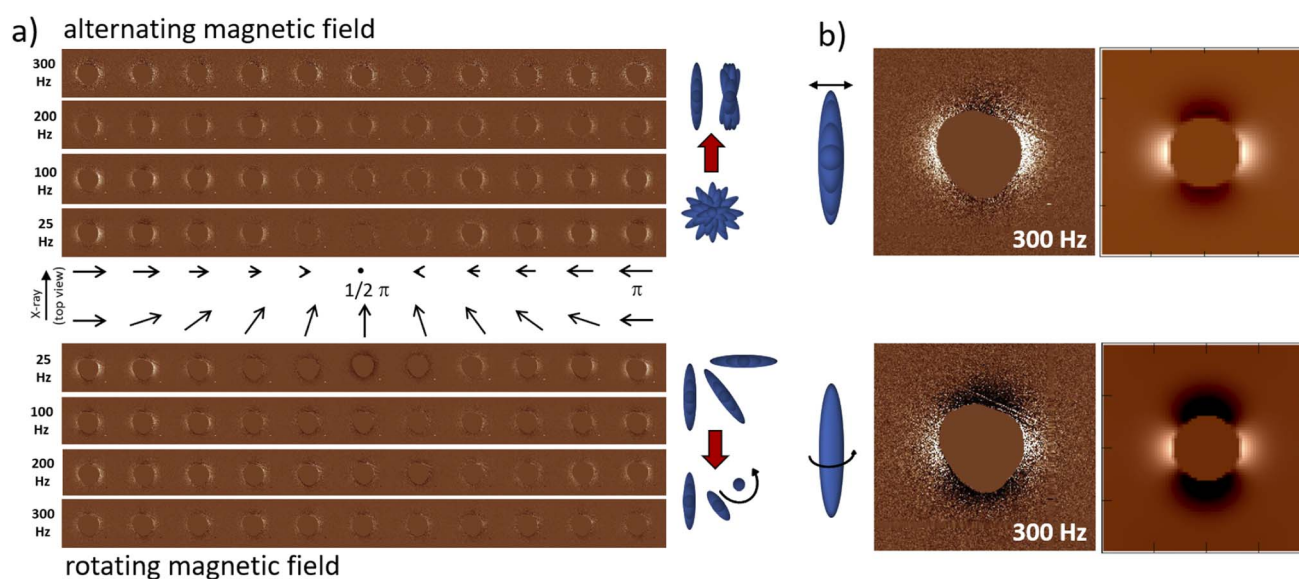 a)
alternating magnetic field
b)
300
Hz
200
Hz
100
Hz
25
Hz
300 Hz
X-ray
(top view)
1/2 π
π
25
Hz
100
Hz
200
Hz
300
Hz
300 Hz
rotating magnetic field